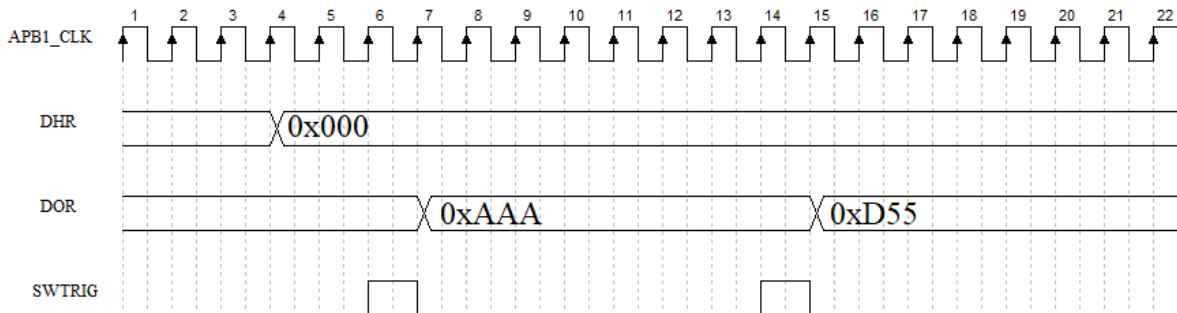 1 2 3 4 5 6 7 8 9 10 11 12 13 14 15 16 17 18 19 20 21 22
APB1_CLK
DHR 0x000
DOR 0xAAA 0xD55
SWTRIG